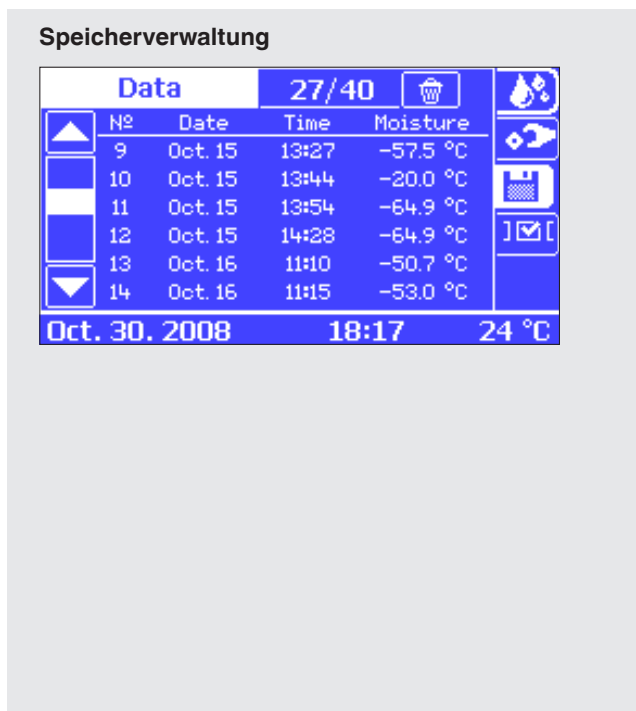 Speicherverwaltung
Data 27/40
Nº Date Time Moisture
9 Oct. 15 13:27 -57.5 °C
10 Oct. 15 13:44 -20.0 °C
11 Oct. 15 13:54 -64.9 °C
12 Oct. 15 14:28 -64.9 °C
13 Oct. 16 11:10 -50.7 °C
14 Oct. 16 11:15 -53.0 °C
Oct. 30. 2008 18:17 24 °C